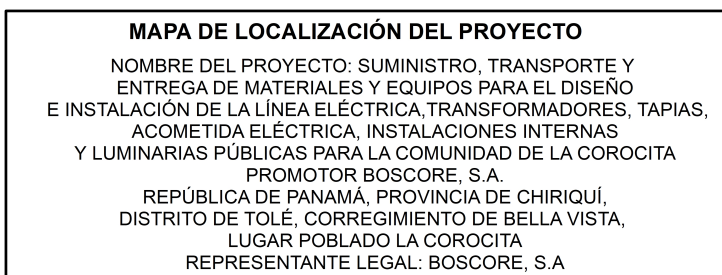 MAPA DE LOCALIZACIÓN DEL PROYECTO
NOMBRE DEL PROYECTO: SUMINISTRO, TRANSPORTE Y
ENTREGA DE MATERIALES Y EQUIPOS PARA EL DISEÑO
E INSTALACIÓN DE LA LÍNEA ELÉCTRICA,TRANSFORMADORES, TAPIAS,
ACOMETIDA ELÉCTRICA, INSTALACIONES INTERNAS
Y LUMINARIAS PÚBLICAS PARA LA COMUNIDAD DE LA COROCITA
PROMOTOR BOSCORE, S.A.
REPÚBLICA DE PANAMÁ, PROVINCIA DE CHIRIQUÍ,
DISTRITO DE TOLÉ, CORREGIMIENTO DE BELLA VISTA,
LUGAR POBLADO LA COROCITA
REPRESENTANTE LEGAL: BOSCORE, S.A